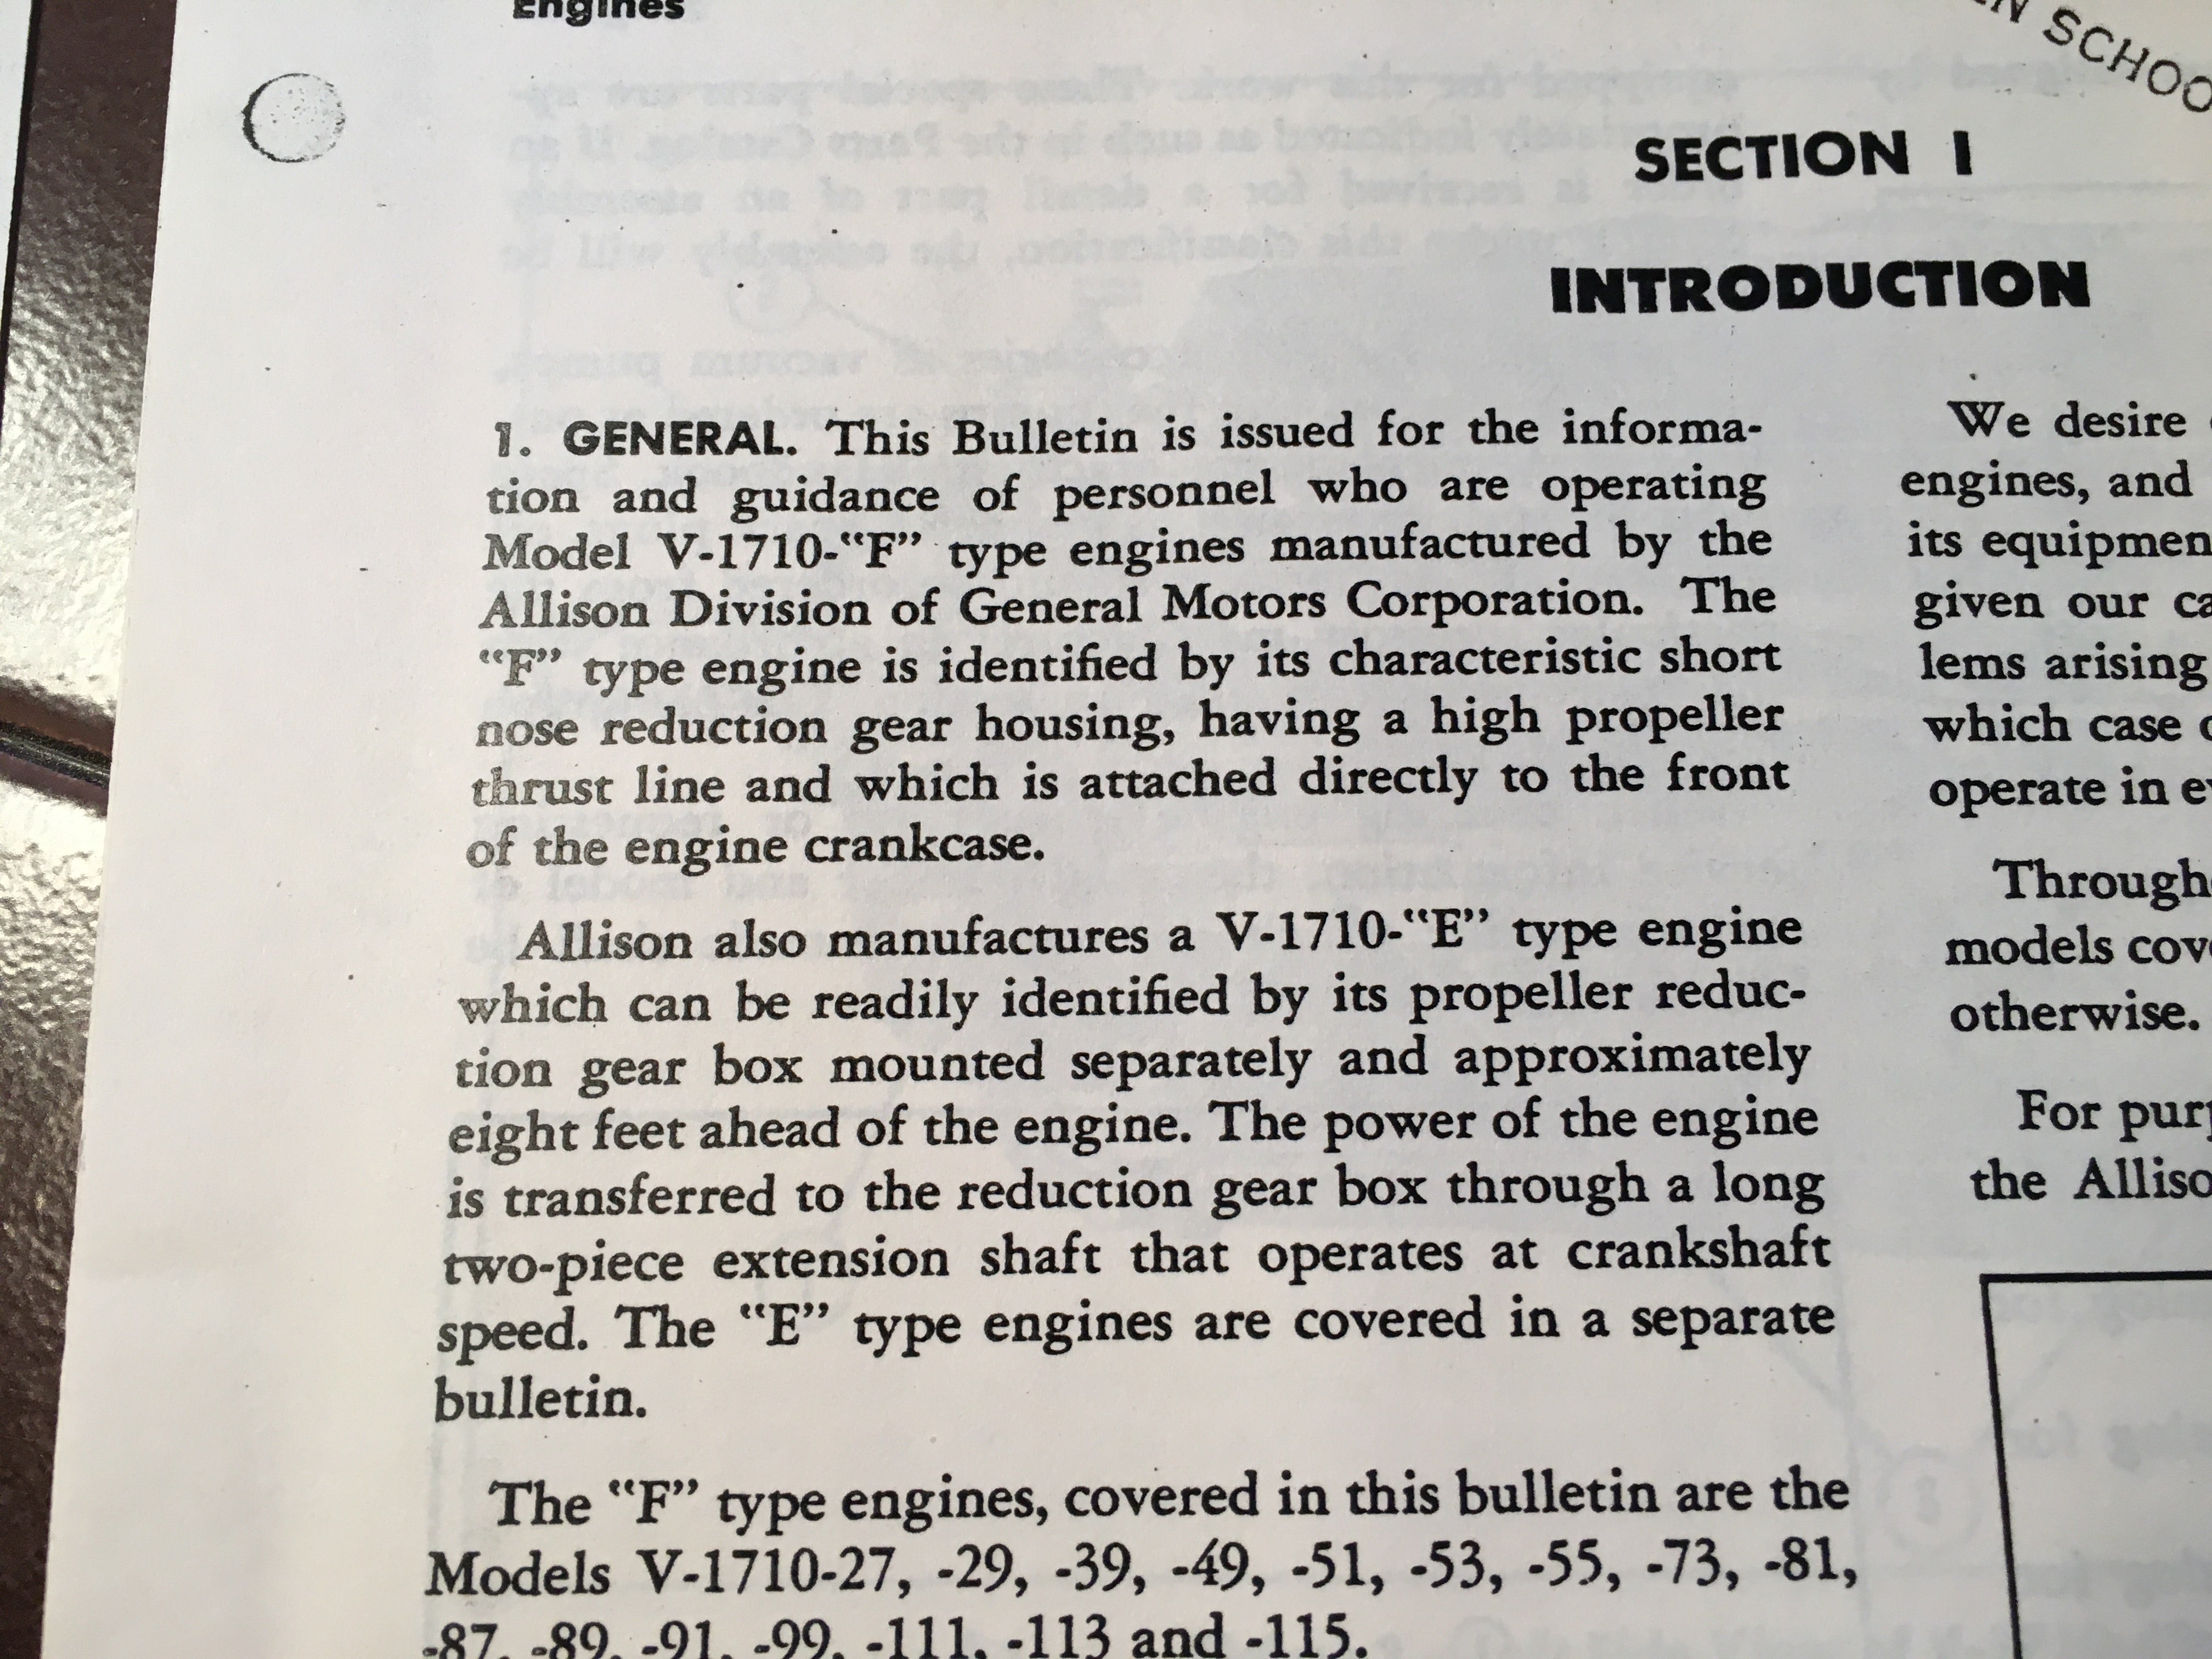 Engines
SCHOO
SECTION I
INTRODUCTION
1. GENERAL. This Bulletin is issued for the informa-
tion and guidance of personnel who are operating
Model V-1710-“F” type engines manufactured by the
Allison Division of General Motors Corporation. The
“F” type engine is identified by its characteristic short
nose reduction gear housing, having a high propeller
thrust line and which is attached directly to the front
of the engine crankcase.
Allison also manufactures a V-1710-“E” type engine
which can be readily identified by its propeller reduc-
tion gear box mounted separately and approximately
eight feet ahead of the engine. The power of the engine
is transferred to the reduction gear box through a long
two-piece extension shaft that operates at crankshaft
speed. The “E” type engines are covered in a separate
bulletin.
The “F” type engines, covered in this bulletin are the
Models V-1710-27, -29, -39, -49, -51, -53, -55, -73, -81,
-87, -89, -91, -99, -111, -113 and -115.
We desire
engines, and
its equipmen
given our ca
lems arising
which case
operate in
Through
models cov
otherwise.
For pur
the Alliso